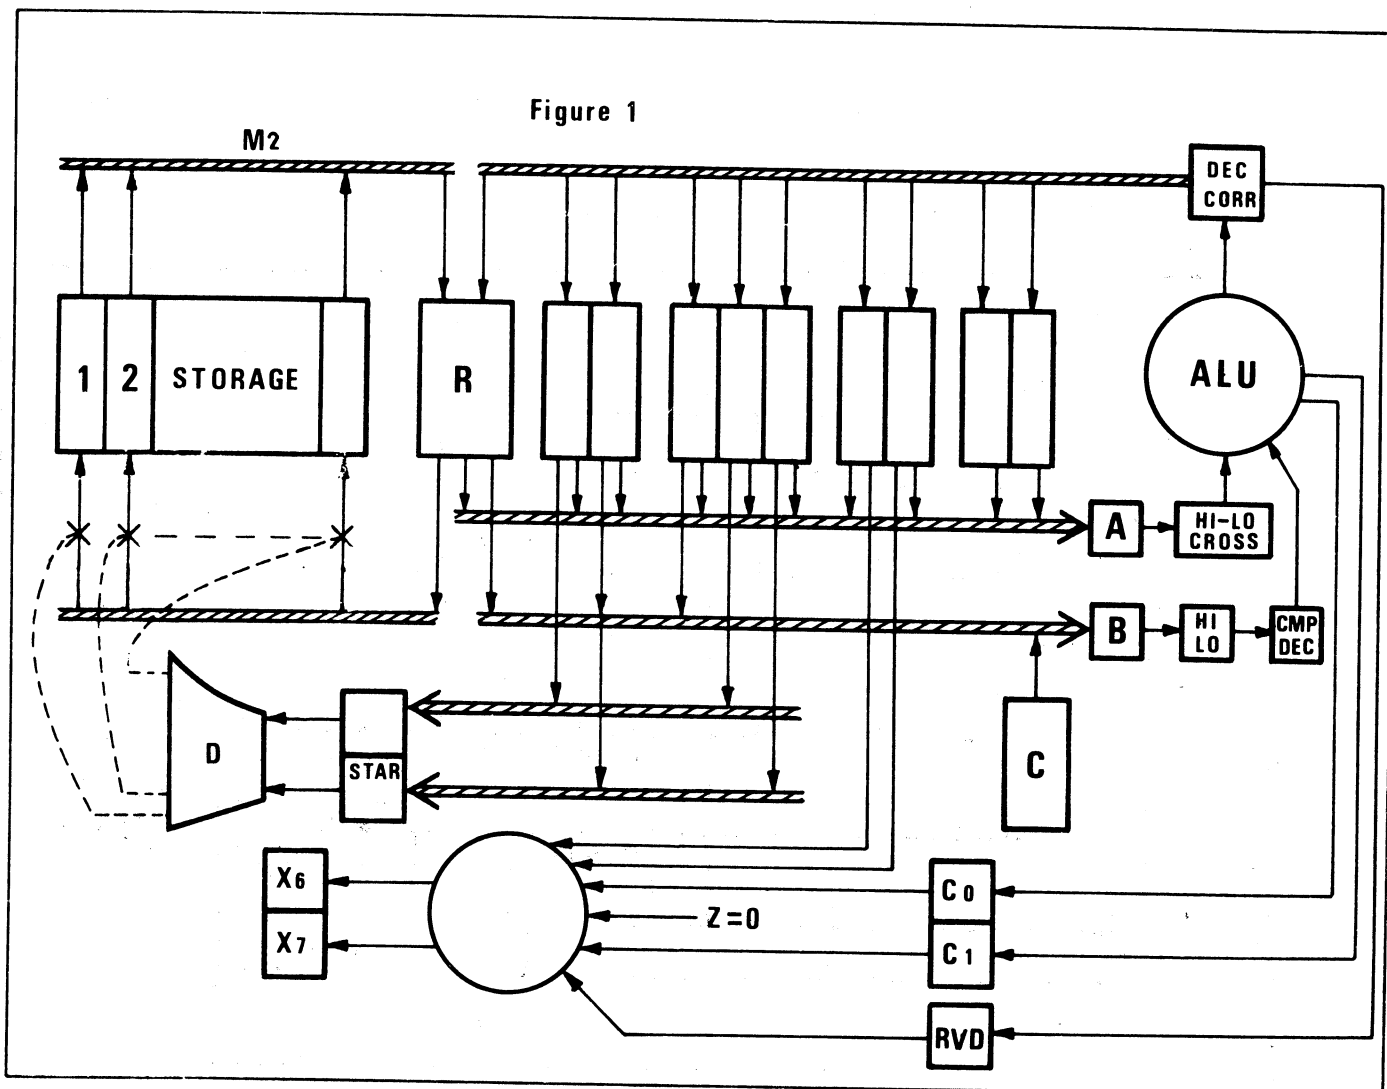 Figure 1
M2
DEC
CORR
1
2
STORAGE
R
ALU
A
HI-LO
CROSS
B
HI
LO
CMP
DEC
D
STAR
C
X6
X7
Z=0
C0
C1
RVD